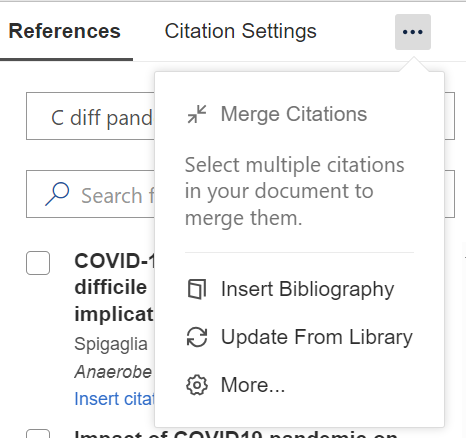 References Citation Settings
C diff pand
Merge Citations
Select multiple citations
in your document to
merge them.
Search f
COVID-1
difficile
implicat
Spigaglia
Anaerobe
Insert citat
Insert Bibliography
Update From Library
More...
Impact of COVID19 pandemic on